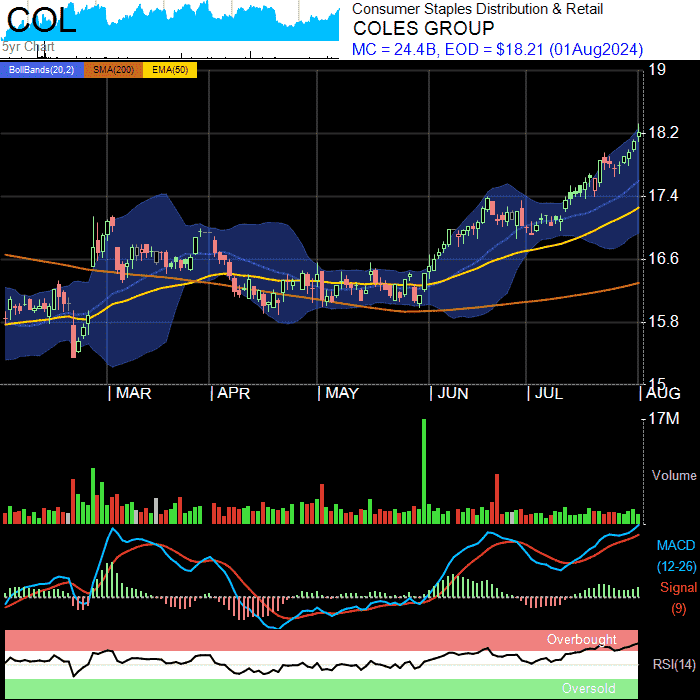 COL
5yr Chart
Consumer Staples Distribution & Retail
COLES GROUP
MC = 24.4B, EOD = $18.21 (01Aug2024)
BollBands(20,2) SMA(200) EMA(50)
19
18.2
17.4
16.6
15.8
15
MAR APR MAY JUN JUL AUG
17M
Volume
MACD
(12-26)
Signal
(9)
Overbought
RSI(14)
Oversold